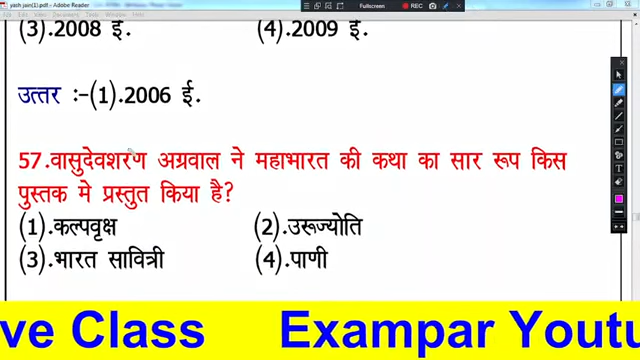 yash jain(1).pdf - Adobe Reader
Fullscreen REC
(3).2008 ई. (4).2009 ई.
उत्तर :-(1).2006 ई.
57.वासुदेवशरण अग्रवाल ने महाभारत की कथा का सार रूप किस
पुस्तक मे प्रस्तुत किया है?
(1).कल्पवृक्ष (2).उरूज्योति
(3).भारत सावित्री (4).पाणी
ve Class Exampar Youtu